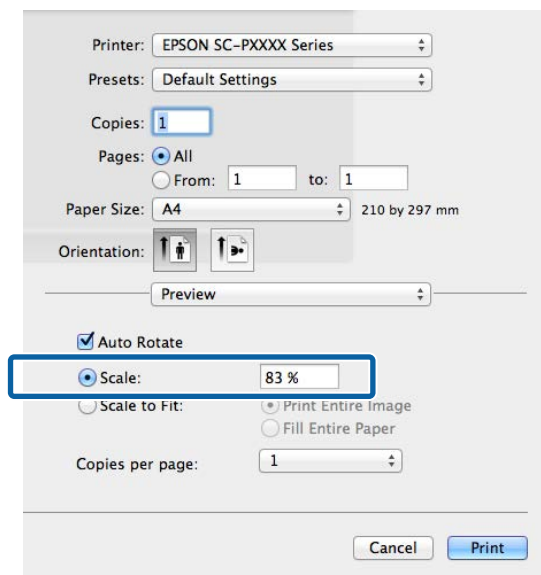 Printer: EPSON SC-PXXXX Series
Presets: Default Settings
Copies: 1
Pages: All
From: 1 to: 1
Paper Size: A4 210 by 297 mm
Orientation:
Preview
Auto Rotate
Scale: 83 %
Scale to Fit: Print Entire Image
Fill Entire Paper
Copies per page: 1
Cancel Print